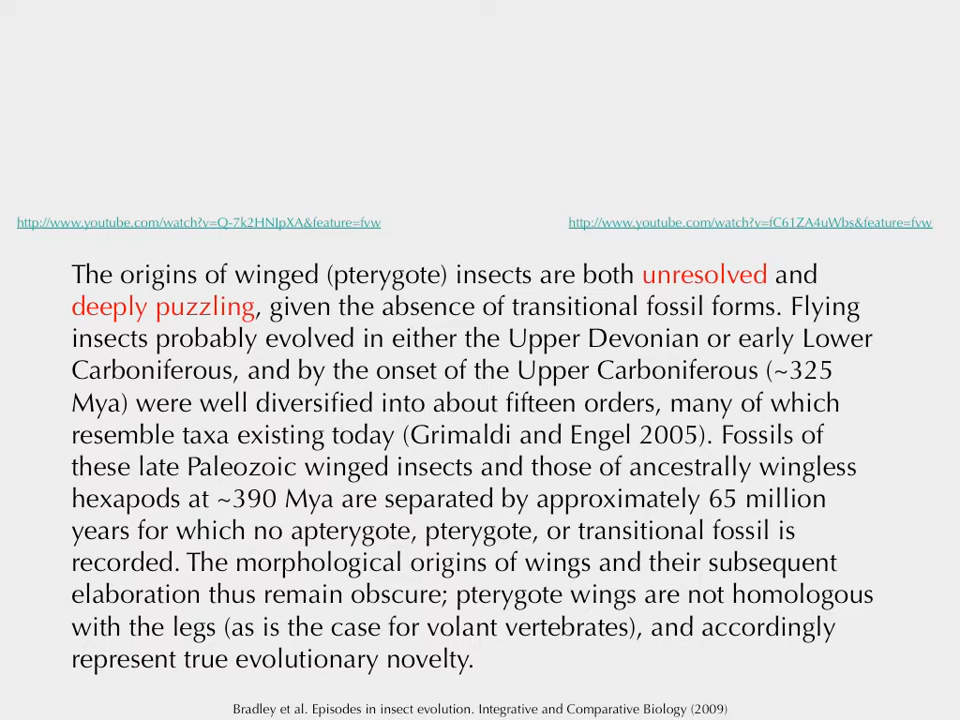 http://www.youtube.com/watch?v=Q-7k2HNJpXA&feature=fvw
http://www.youtube.com/watch?v=fC61ZA4uWbs&feature=fvw
The origins of winged (pterygote) insects are both unresolved and
deeply puzzling, given the absence of transitional fossil forms. Flying
insects probably evolved in either the Upper Devonian or early Lower
Carboniferous, and by the onset of the Upper Carboniferous (~325
Mya) were well diversified into about fifteen orders, many of which
resemble taxa existing today (Grimaldi and Engel 2005). Fossils of
these late Paleozoic winged insects and those of ancestrally wingless
hexapods at ~390 Mya are separated by approximately 65 million
years for which no apterygote, pterygote, or transitional fossil is
recorded. The morphological origins of wings and their subsequent
elaboration thus remain obscure; pterygote wings are not homologous
with the legs (as is the case for volant vertebrates), and accordingly
represent true evolutionary novelty.
Bradley et al. Episodes in insect evolution. Integrative and Comparative Biology (2009)